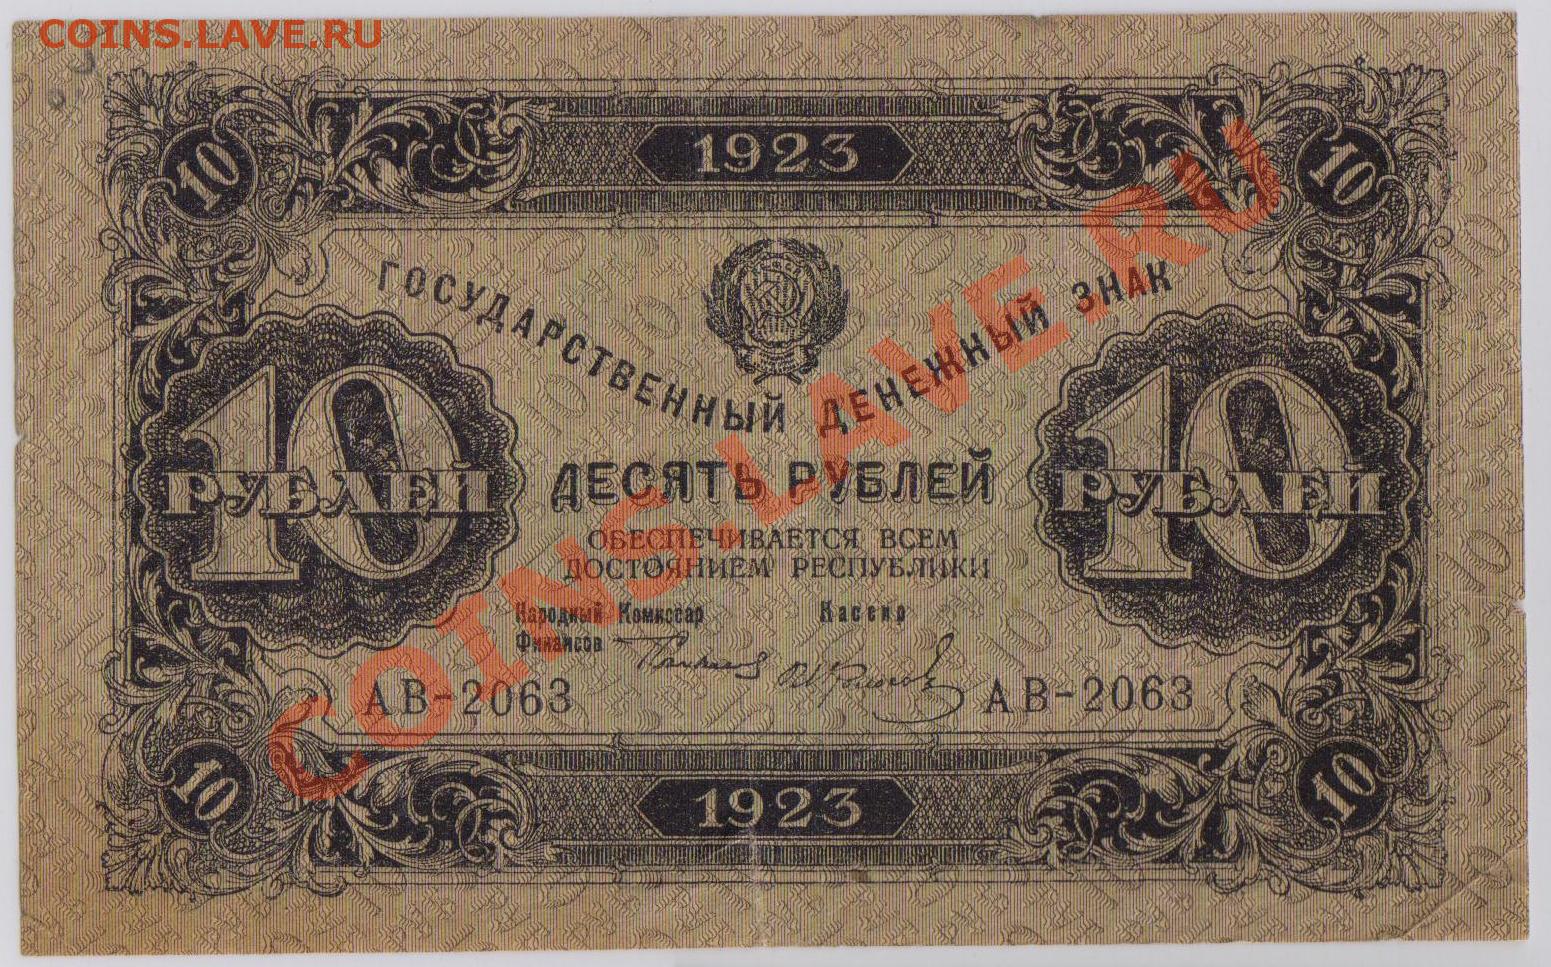 COINS.LAVE.RU
10 1923 10
ГОСУДАРСТВЕННЫЙ ДЕНЕЖНЫЙ ЗНАК
10 РУБЛЕЙ
ДЕСЯТЬ РУБЛЕЙ
10 РУБЛЕЙ
ОБЕСПЕЧИВАЕТСЯ ВСЕМ
ДОСТОЯНИЕМ РЕСПУБЛИКИ
Народный Комиссар
Финансов
Кассир
АВ-2063 АВ-2063
10 1923 10
COINS.LAVE.RU